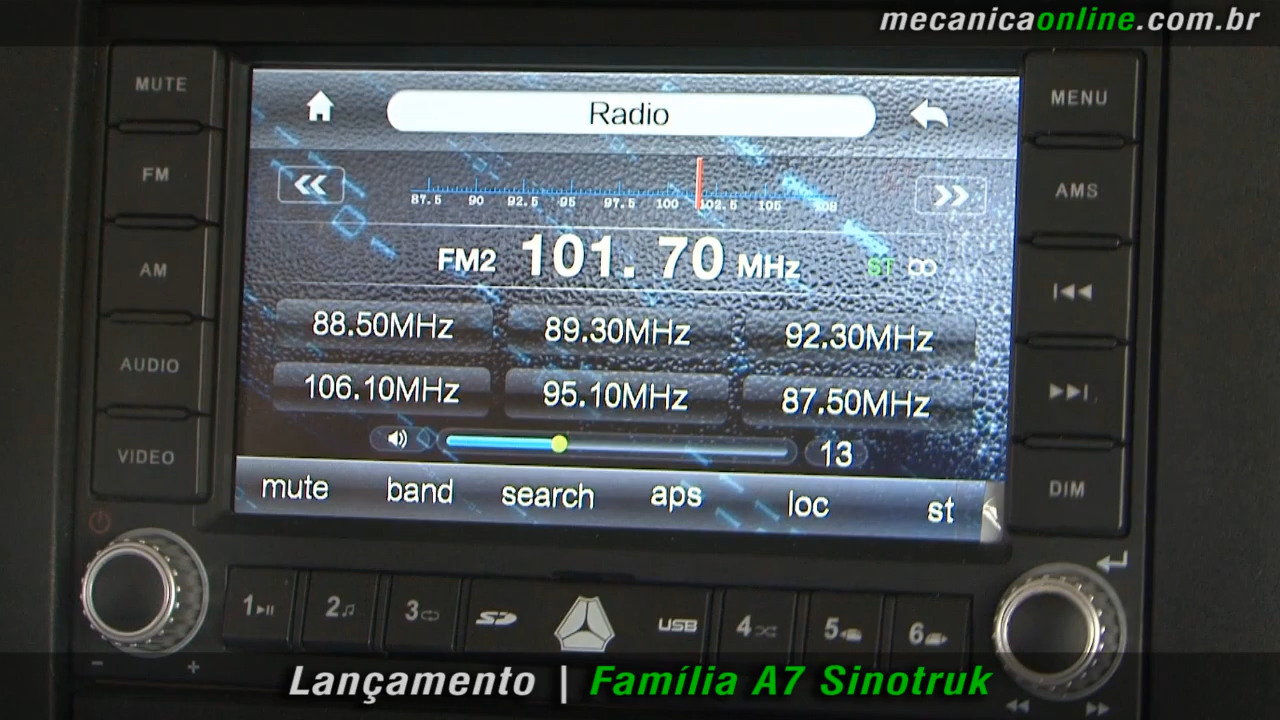 mecanicaonline.com.br
MUTE
FM
AM
AUDIO
VIDEO
Radio
87.5 90 92.5 95 97.5 100 102.5 105 108
FM2 101.70 MHz ST
88.50MHz 89.30MHz 92.30MHz
106.10MHz 95.10MHz 87.50MHz
13
mute band search aps loc st
MENU
AMS
DIM
1 2 3 SD USB 4 5 6
- +
Lançamento | Família A7 Sinotruk